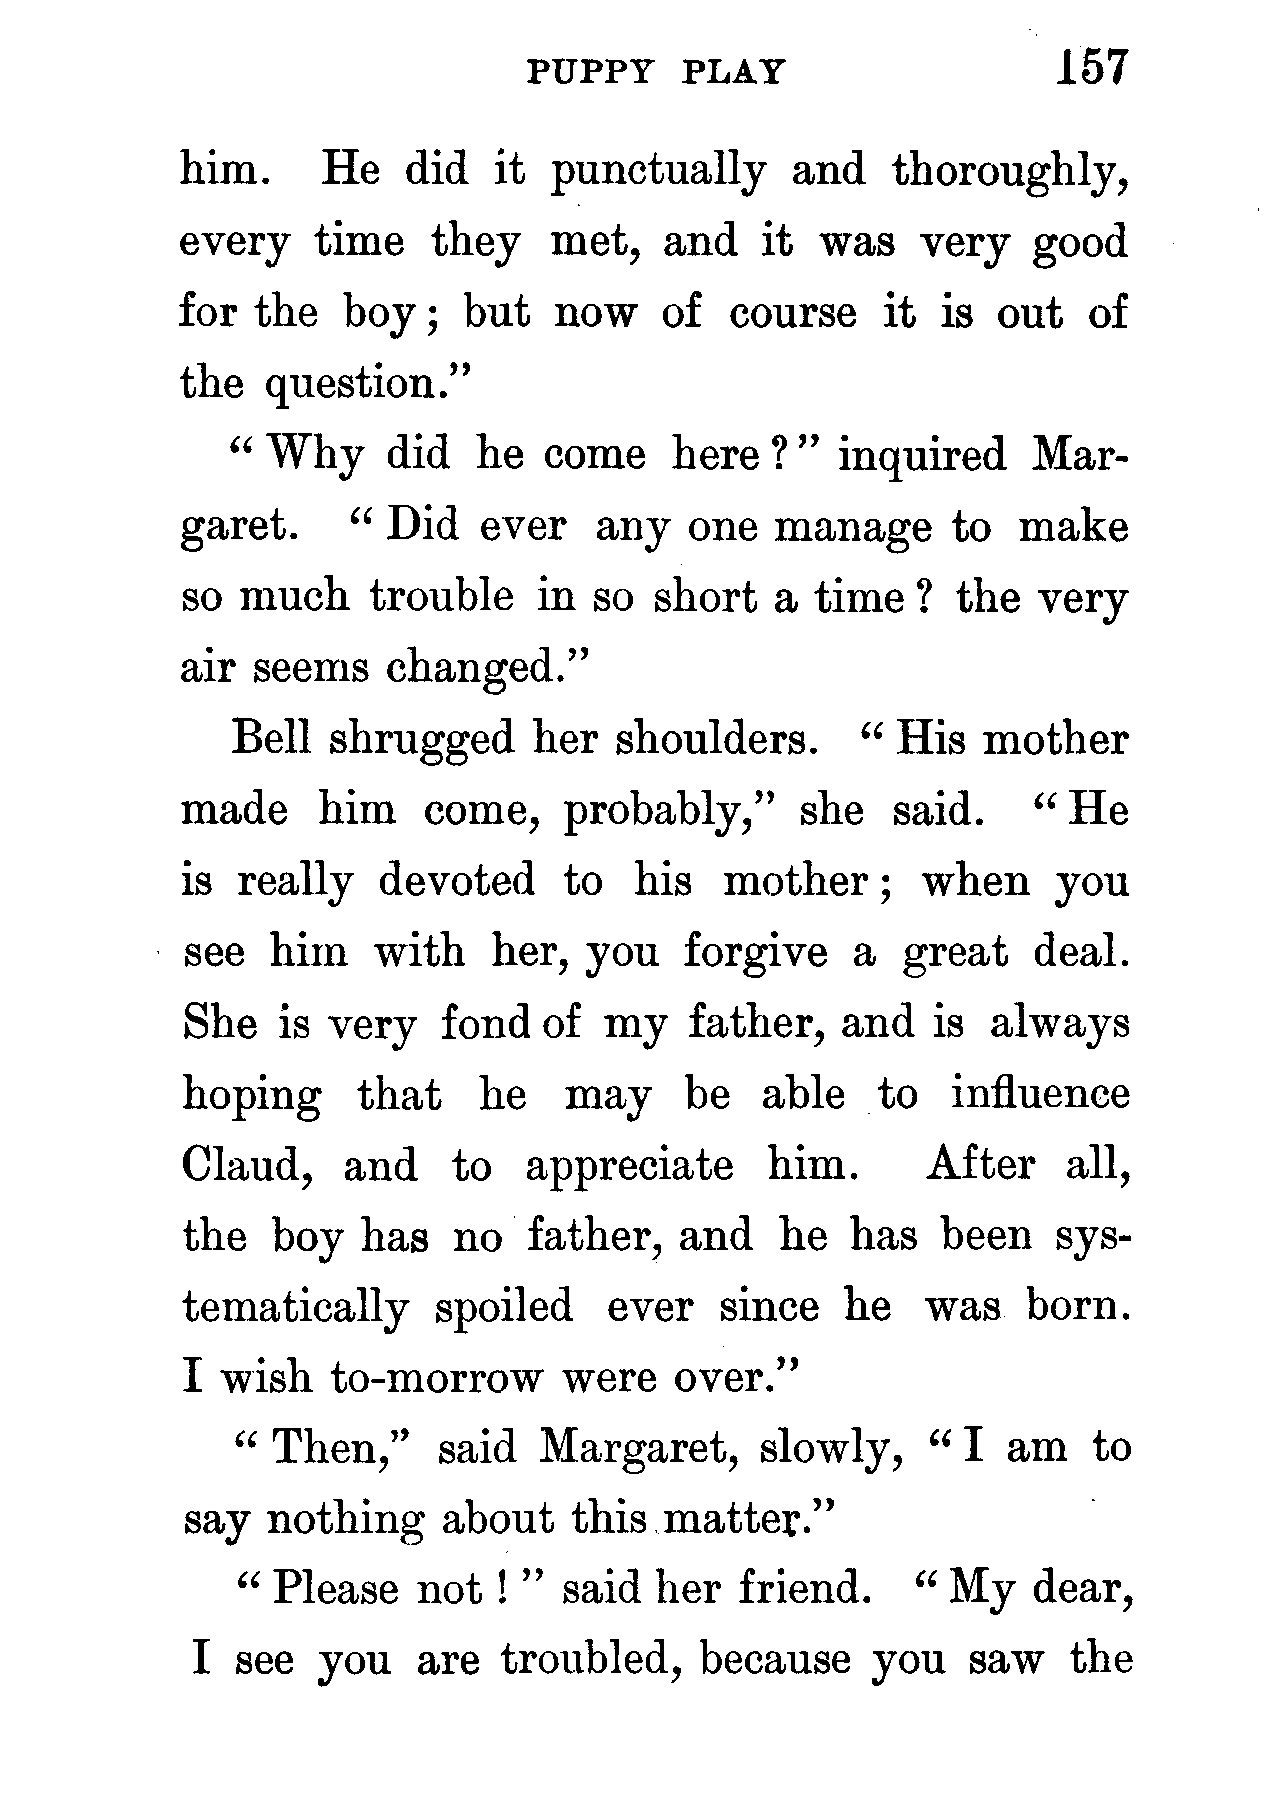 PUPPY PLAY 157
him. He did it punctually and thoroughly,
every time they met, and it was very good
for the boy; but now of course it is out of
the question."
"Why did he come here?" inquired Mar-
garet. "Did ever any one manage to make
so much trouble in so short a time? the very
air seems changed."
Bell shrugged her shoulders. "His mother
made him come, probably," she said. "He
is really devoted to his mother; when you
see him with her, you forgive a great deal.
She is very fond of my father, and is always
hoping that he may be able to influence
Claud, and to appreciate him. After all,
the boy has no father, and he has been sys-
tematically spoiled ever since he was born.
I wish to-morrow were over."
"Then," said Margaret, slowly, "I am to
say nothing about this matter."
"Please not!" said her friend. "My dear,
I see you are troubled, because you saw the